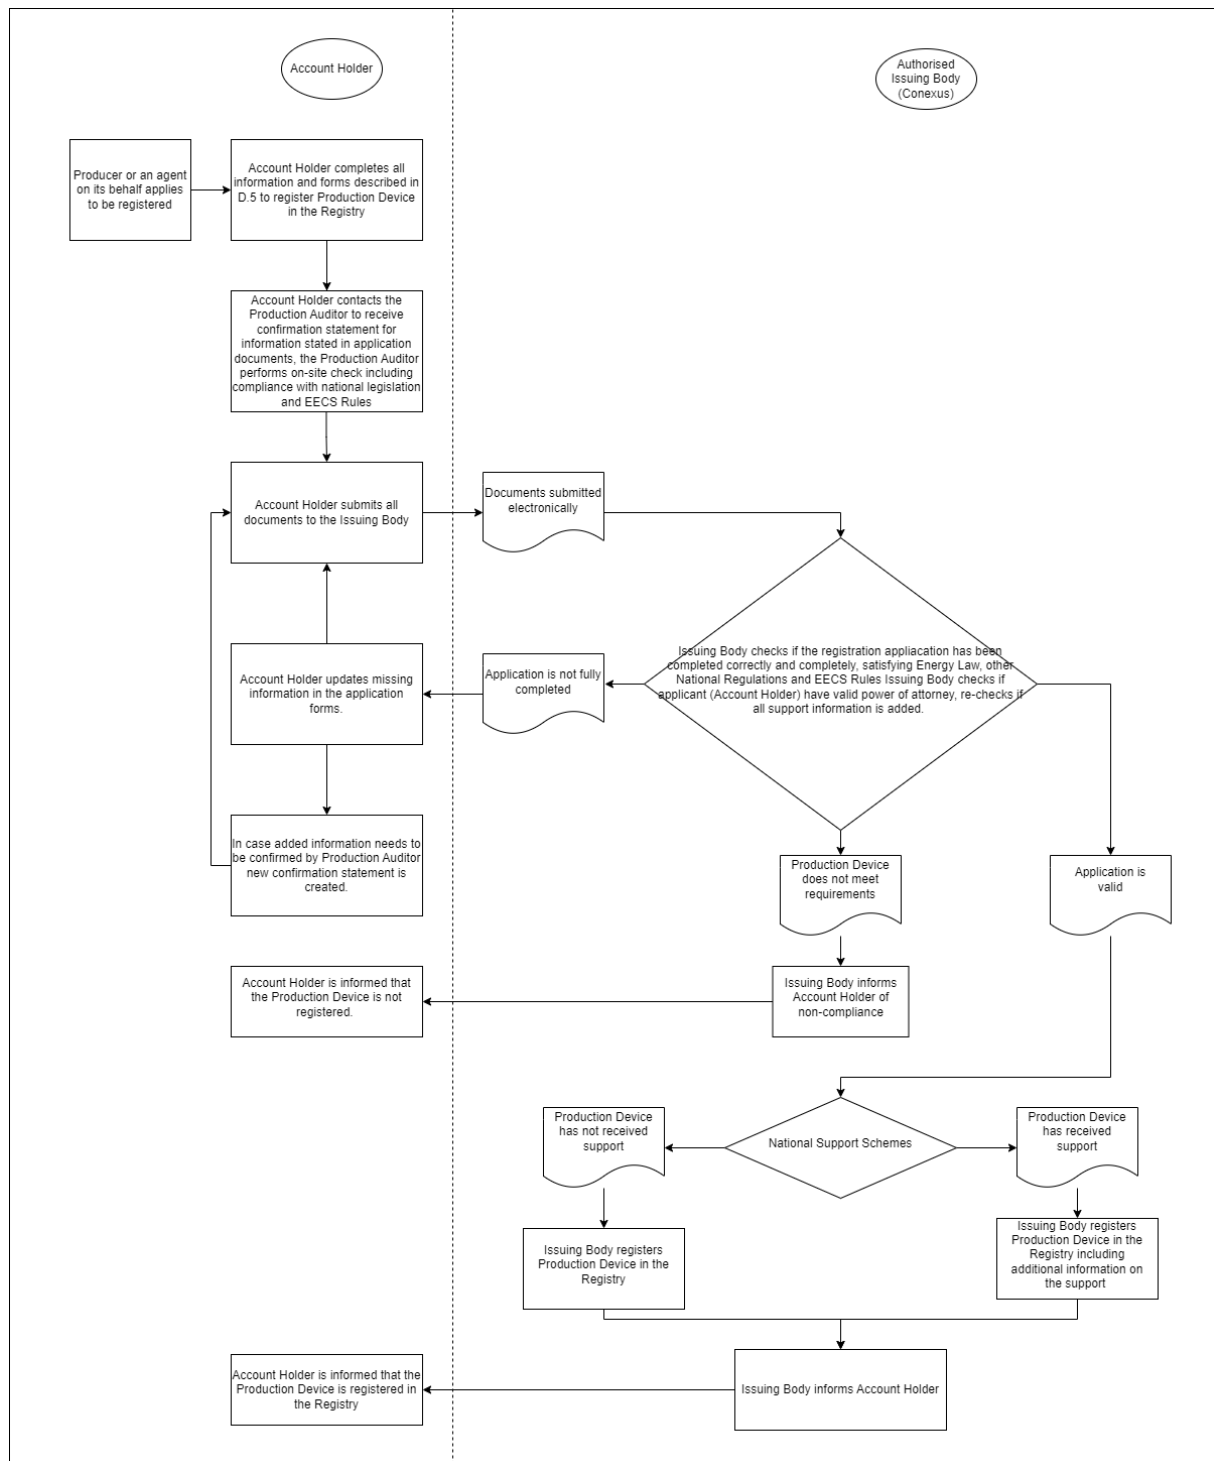 Account Holder
Authorised
Issuing Body
(Conexus)
Producer or an agent
on its behalf applies
to be registered
Account Holder completes all
information and forms described in
D.5 to register Production Device
in the Registry
Account Holder contacts the
Production Auditor to receive
confirmation statement for
information stated in application
documents, the Production Auditor
performs on-site check including
compliance with national legislation
and EECS Rules
Account Holder submits all
documents to the Issuing Body
Documents submitted
electronically
Issuing Body checks if the registration appliacation has been
completed correctly and completely, satisfying Energy Law, other
National Regulations and EECS Rules Issuing Body checks if
applicant (Account Holder) have valid power of attorney, re-checks if
all support information is added.
Application is not fully
completed
Account Holder updates missing
information in the application
forms.
In case added information needs to
be confirmed by Production Auditor
new confirmation statement is
created.
Production Device
does not meet
requirements
Application is
valid
Issuing Body informs
Account Holder of
non-compliance
Account Holder is informed that
the Production Device is not
registered.
National Support Schemes
Production Device
has not received
support
Production Device
has received
support
Issuing Body registers
Production Device in the
Registry
Issuing Body registers
Production Device in the
Registry including
additional information on
the support
Issuing Body informs Account Holder
Account Holder is informed that the
Production Device is registered in
the Registry